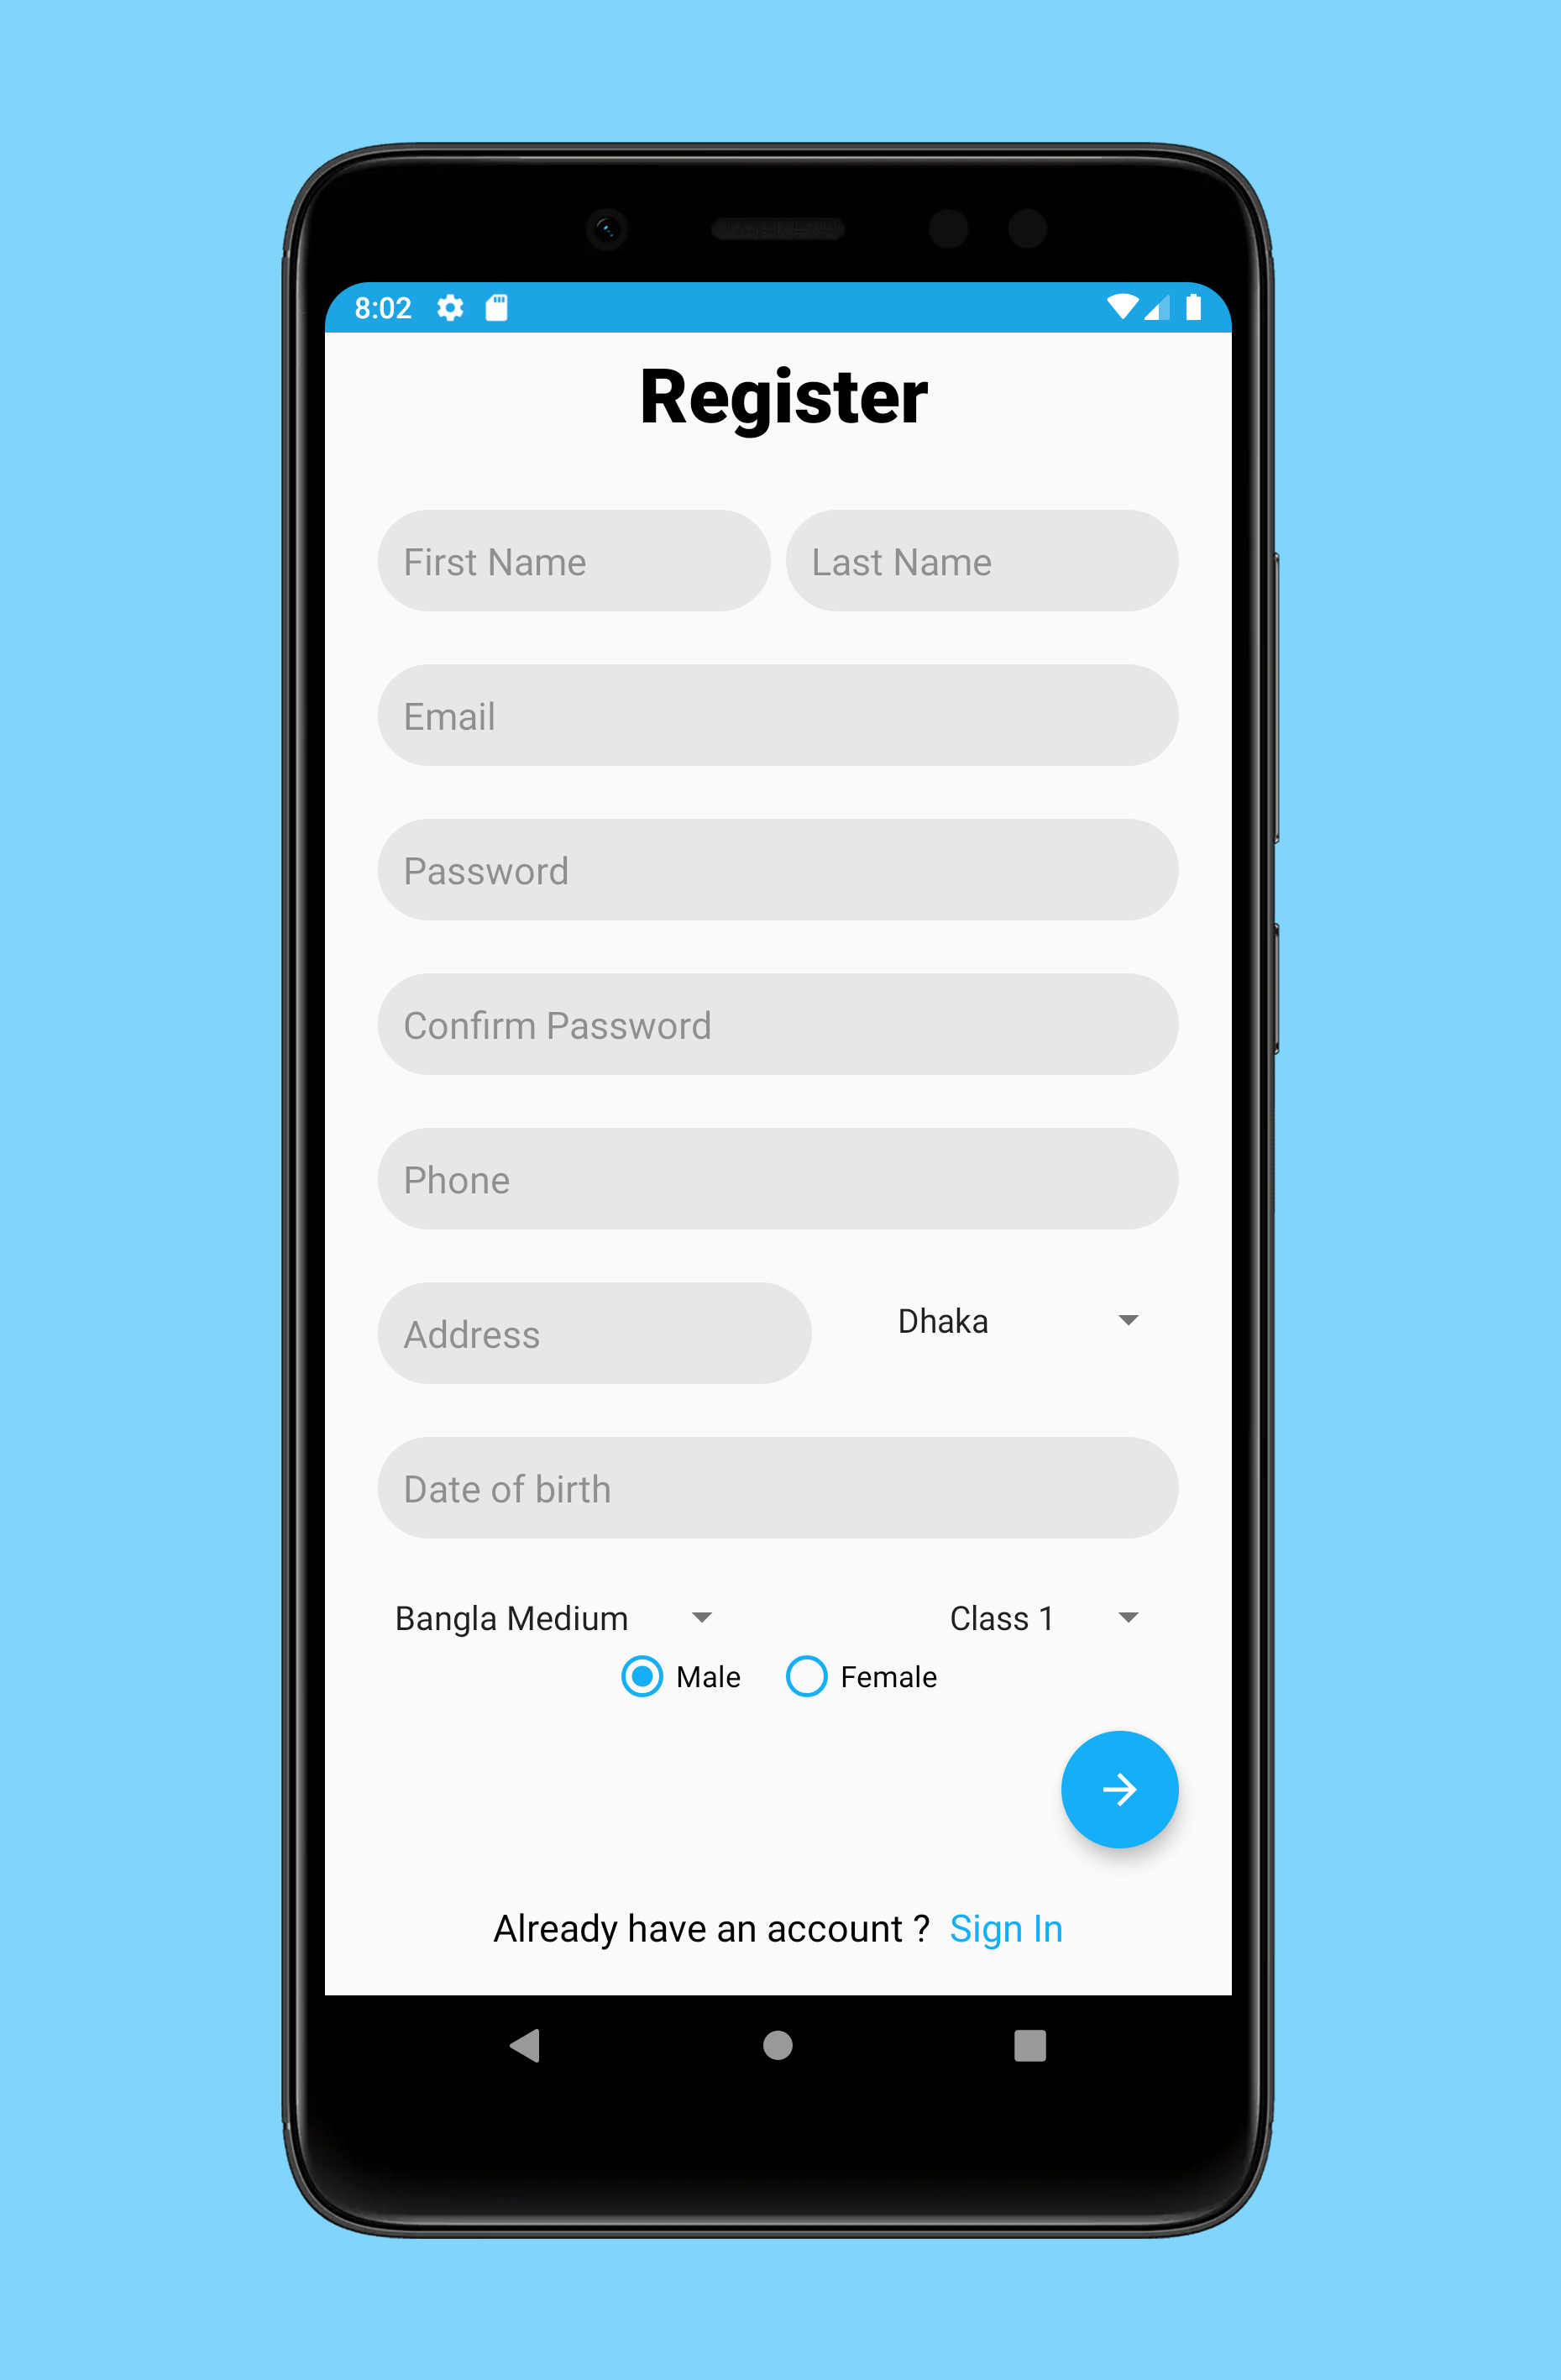 8:02
Register
First Name Last Name
Email
Password
Confirm Password
Phone
Address Dhaka
Date of birth
Bangla Medium Class 1
Male Female
Already have an account ? Sign In